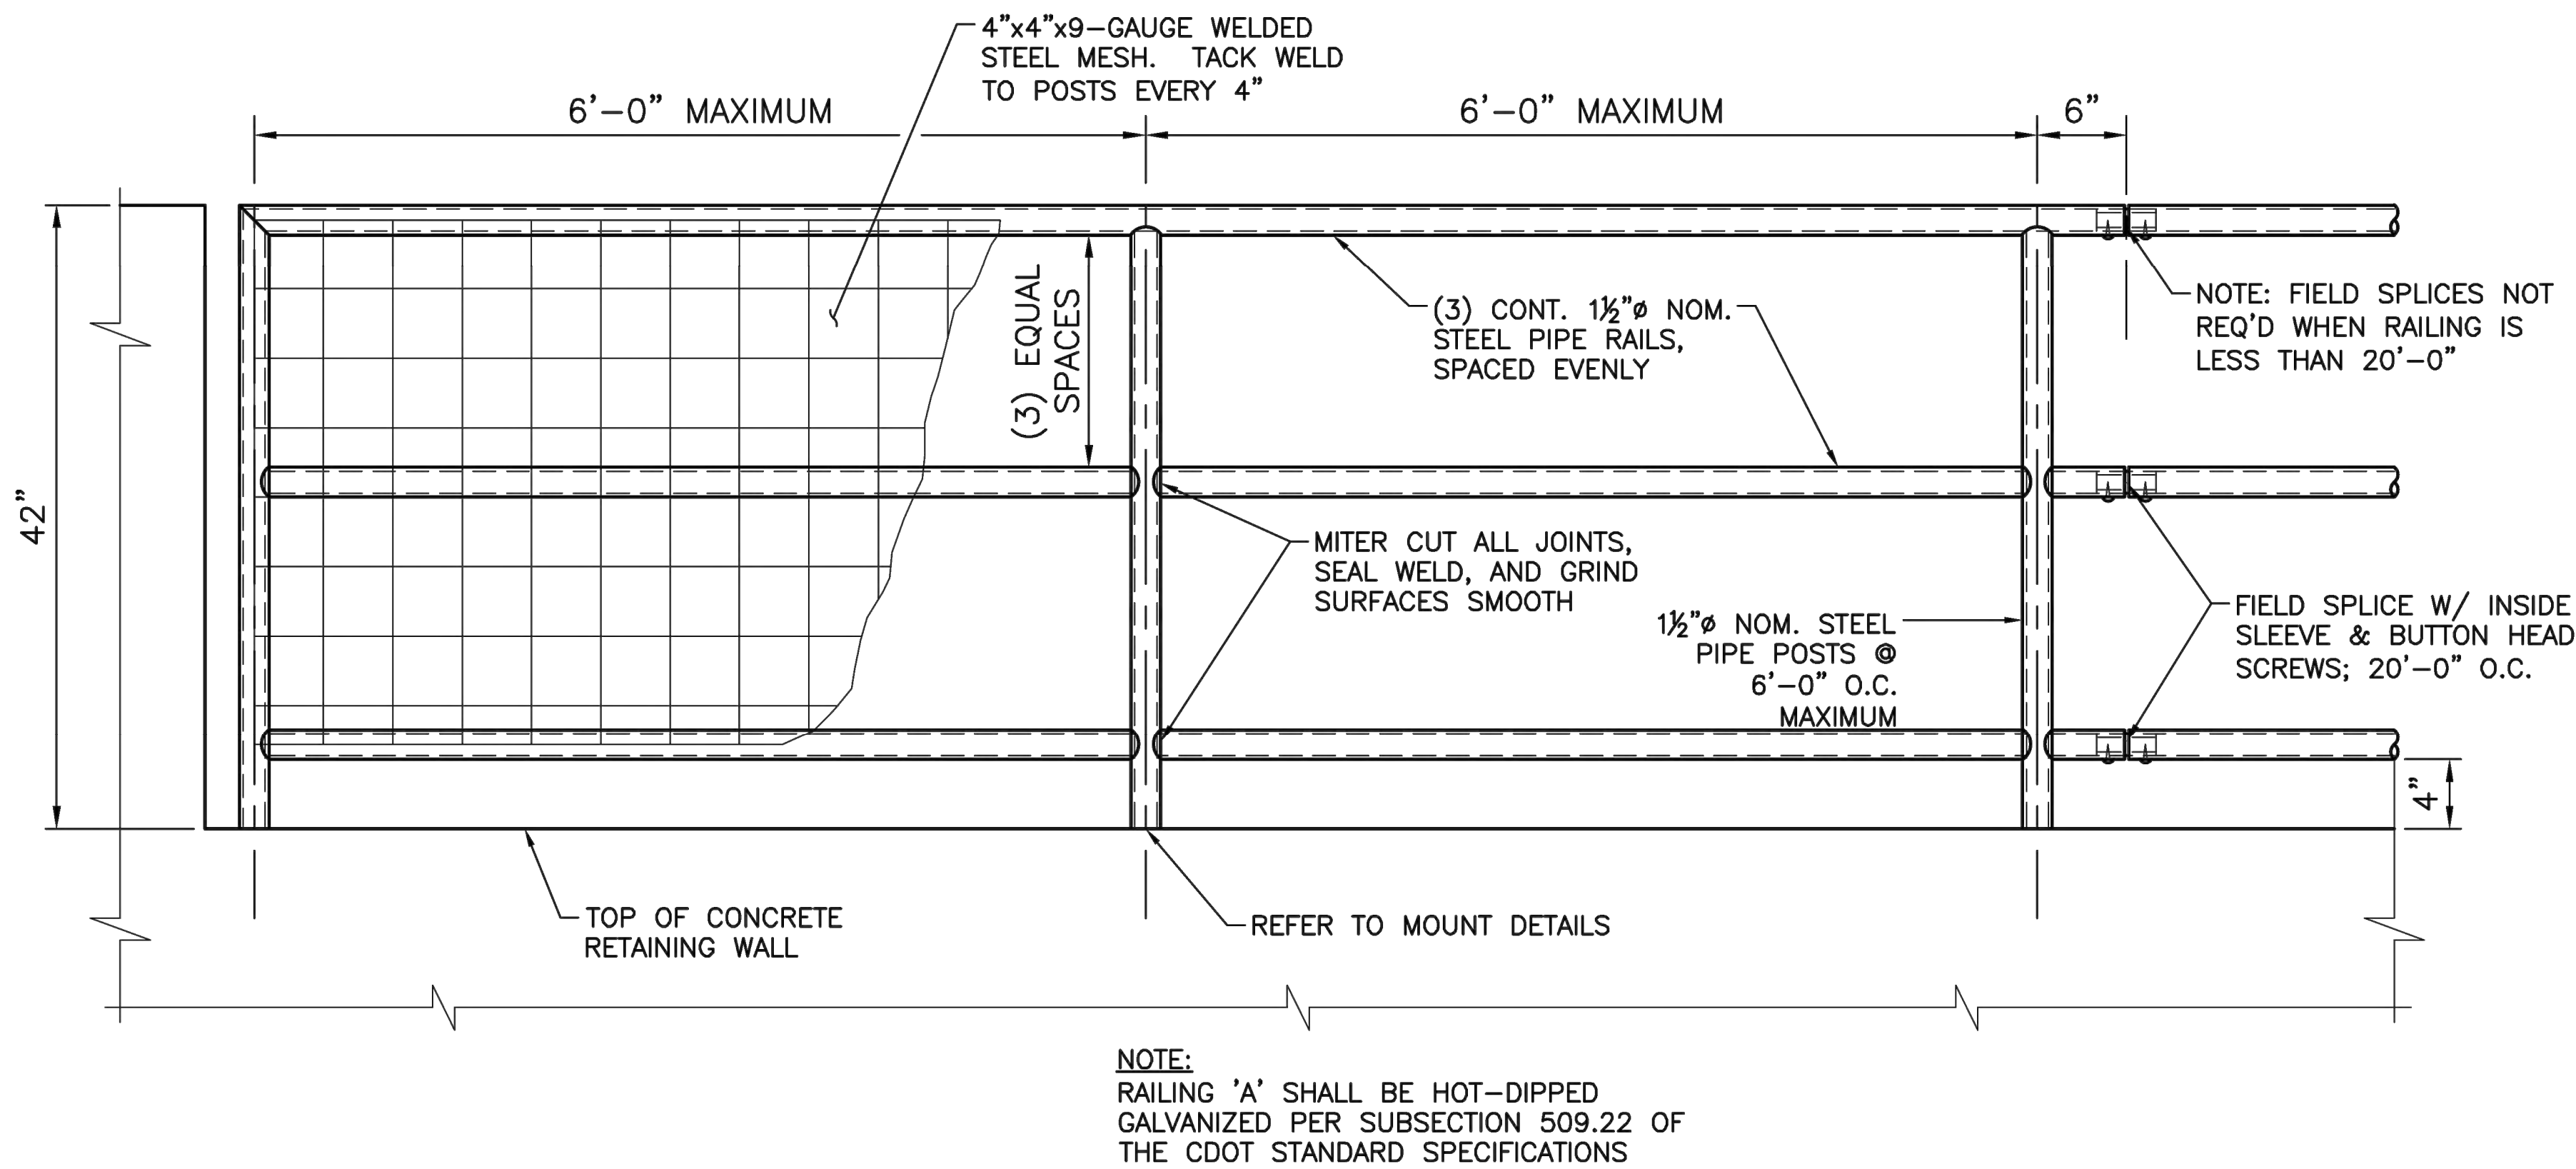 4"x4"x9-GAUGE WELDED
STEEL MESH. TACK WELD
TO POSTS EVERY 4"
6'-0" MAXIMUM
6'-0" MAXIMUM
6"
42"
(3) EQUAL
SPACES
(3) CONT. 1½"ø NOM.
STEEL PIPE RAILS,
SPACED EVENLY
NOTE: FIELD SPLICES NOT
REQ'D WHEN RAILING IS
LESS THAN 20'-0"
MITER CUT ALL JOINTS,
SEAL WELD, AND GRIND
SURFACES SMOOTH
1½"ø NOM. STEEL
PIPE POSTS @
6'-0" O.C.
MAXIMUM
FIELD SPLICE W/ INSIDE
SLEEVE & BUTTON HEAD
SCREWS; 20'-0" O.C.
4"
TOP OF CONCRETE
RETAINING WALL
REFER TO MOUNT DETAILS
NOTE:
RAILING 'A' SHALL BE HOT-DIPPED
GALVANIZED PER SUBSECTION 509.22 OF
THE CDOT STANDARD SPECIFICATIONS